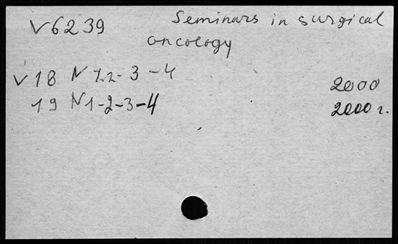 V6239 Seminars in surgical
oncology
V18 N 1-2-3-4 2000
19 N1-2-3-4 2000 г.